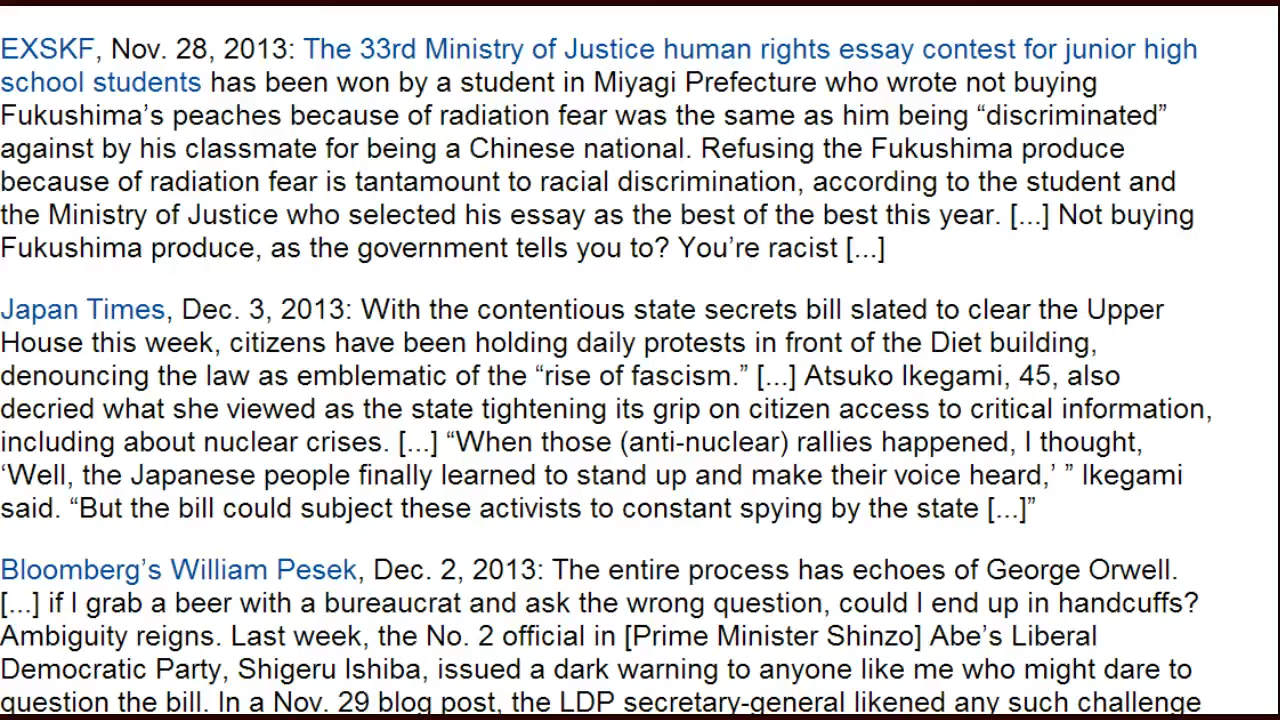 EXSKF, Nov. 28, 2013: The 33rd Ministry of Justice human rights essay contest for junior high
school students has been won by a student in Miyagi Prefecture who wrote not buying
Fukushima’s peaches because of radiation fear was the same as him being “discriminated”
against by his classmate for being a Chinese national. Refusing the Fukushima produce
because of radiation fear is tantamount to racial discrimination, according to the student and
the Ministry of Justice who selected his essay as the best of the best this year. [...] Not buying
Fukushima produce, as the government tells you to? You’re racist [...]
Japan Times, Dec. 3, 2013: With the contentious state secrets bill slated to clear the Upper
House this week, citizens have been holding daily protests in front of the Diet building,
denouncing the law as emblematic of the “rise of fascism.” [...] Atsuko Ikegami, 45, also
decried what she viewed as the state tightening its grip on citizen access to critical information,
including about nuclear crises. [...] “When those (anti-nuclear) rallies happened, I thought,
‘Well, the Japanese people finally learned to stand up and make their voice heard,’ ” Ikegami
said. “But the bill could subject these activists to constant spying by the state [...]”
Bloomberg’s William Pesek, Dec. 2, 2013: The entire process has echoes of George Orwell.
[...] if I grab a beer with a bureaucrat and ask the wrong question, could I end up in handcuffs?
Ambiguity reigns. Last week, the No. 2 official in [Prime Minister Shinzo] Abe’s Liberal
Democratic Party, Shigeru Ishiba, issued a dark warning to anyone like me who might dare to
question the bill. In a Nov. 29 blog post, the LDP secretary-general likened any such challenge